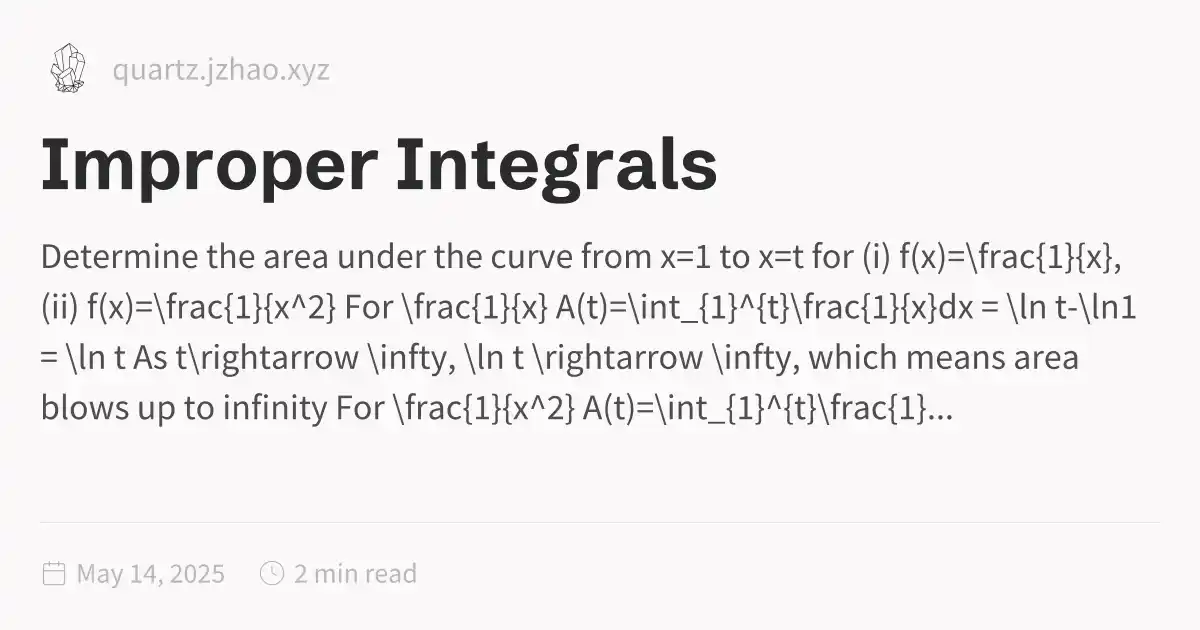 quartz.jzhao.xyz
Improper Integrals
Determine the area under the curve from x=1 to x=t for (i) f(x)=\frac{1}{x},
(ii) f(x)=\frac{1}{x^2} For \frac{1}{x} A(t)=\int_{1}^{t}\frac{1}{x}dx = \ln t-\ln1
= \ln t As t\rightarrow \infty, \ln t \rightarrow \infty, which means area
blows up to infinity For \frac{1}{x^2} A(t)=\int_{1}^{t}\frac{1}...
May 14, 2025 2 min read